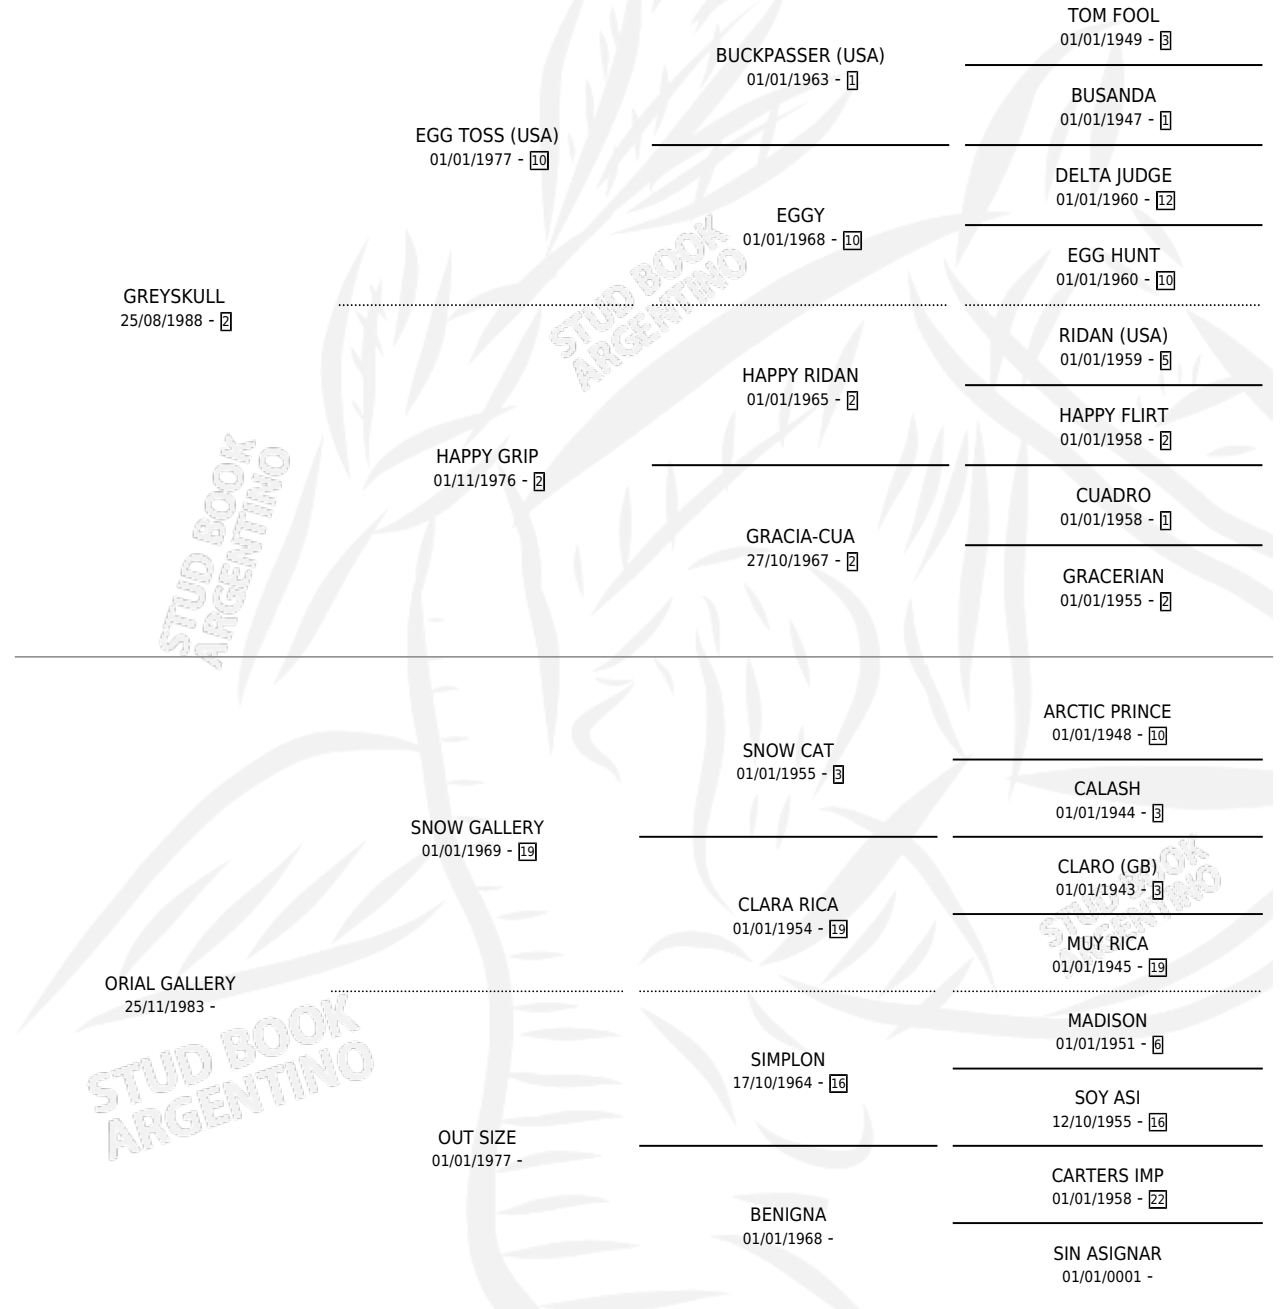 TOM FOOL
01/01/1949 - 3
BUCKPASSER (USA)
01/01/1963 - 1
BUSANDA
01/01/1947 - 1
EGG TOSS (USA)
01/01/1977 - 10
DELTA JUDGE
01/01/1960 - 12
EGGY
01/01/1968 - 10
EGG HUNT
01/01/1960 - 10
GREYSKULL
25/08/1988 - 2
STUD BOOK
ARGENTINO
RIDAN (USA)
01/01/1959 - 5
HAPPY RIDAN
01/01/1965 - 2
HAPPY FLIRT
01/01/1958 - 2
HAPPY GRIP
01/11/1976 - 2
CUADRO
01/01/1958 - 1
GRACIA-CUA
27/10/1967 - 2
GRACERIAN
01/01/1955 - 2
STUD BOOK
ARGENTINO
ARCTIC PRINCE
01/01/1948 - 10
SNOW CAT
01/01/1955 - 3
CALASH
01/01/1944 - 3
SNOW GALLERY
01/01/1969 - 19
CLARO (GB)
01/01/1943 - 3
CLARA RICA
01/01/1954 - 19
MUY RICA
01/01/1945 - 19
STUD BOOK
ARGENTINO
ORIAL GALLERY
25/11/1983 -
MADISON
01/01/1951 - 6
SIMPLON
17/10/1964 - 16
SOY ASI
12/10/1955 - 16
STUD BOOK
ARGENTINO
OUT SIZE
01/01/1977 -
CARTERS IMP
01/01/1958 - 22
BENIGNA
01/01/1968 -
SIN ASIGNAR
01/01/0001 -